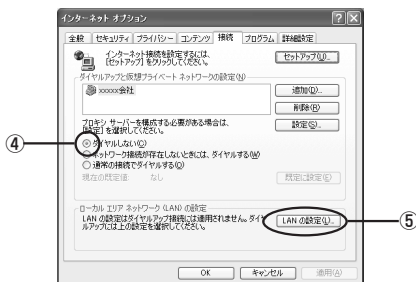 インターネット オプション
全般 セキュリティ プライバシー コンテンツ 接続 プログラム 詳細設定
インターネット接続を設定するには、
[セットアップ] をクリックしてください。
セットアップ(U)...
ダイヤルアップと仮想プライベート ネットワークの設定(N)
xxxxx会社
追加(D)...
削除(R)
プロキシ サーバーを構成する必要がある場合は、
[設定] を選択してください。
設定(S)...
④
ダイヤルしない(C)
ネットワーク接続が存在しないときには、ダイヤルする(W)
通常の接続でダイヤルする(O)
現在の既定値: なし
既定に設定(E)
ローカル エリア ネットワーク (LAN) の設定
LAN の設定はダイヤルアップ接続には適用されません。ダイヤ
ルアップには上の設定を選択してください。
LAN の設定(L)...
⑤
OK キャンセル 適用(A)